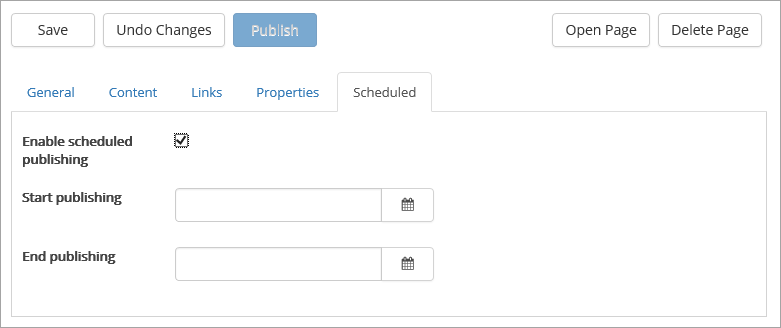 Save Undo Changes Publish Open Page Delete Page
General Content Links Properties Scheduled
Enable scheduled
publishing
Start publishing
End publishing